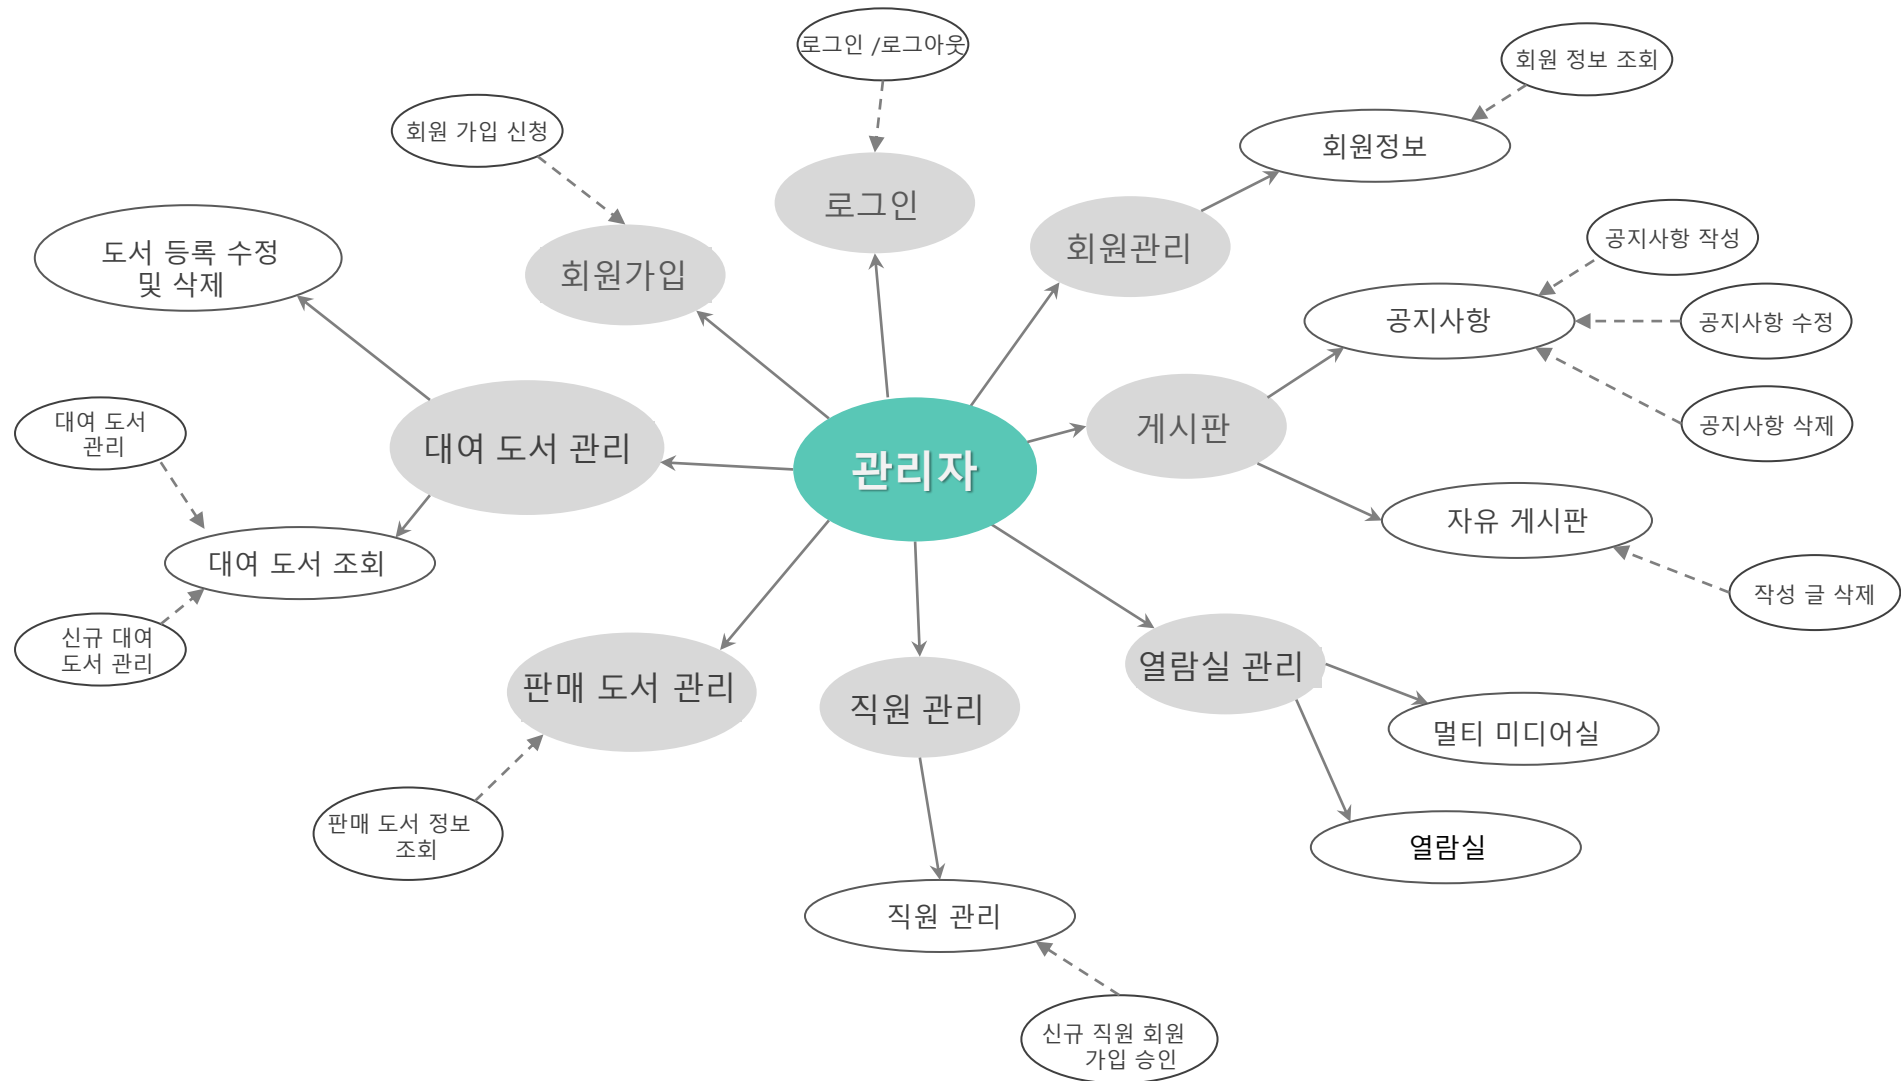 로그인 /로그아웃
회원 정보 조회
회원 가입 신청
회원정보
로그인
공지사항 작성
회원관리
도서 등록 수정
및 삭제
회원가입
공지사항
공지사항 수정
대여 도서
관리
게시판
공지사항 삭제
대여 도서 관리
관리자
자유 게시판
대여 도서 조회
작성 글 삭제
신규 대여
도서 관리
열람실 관리
판매 도서 관리
직원 관리
멀티 미디어실
판매 도서 정보
조회
열람실
직원 관리
신규 직원 회원
가입 승인